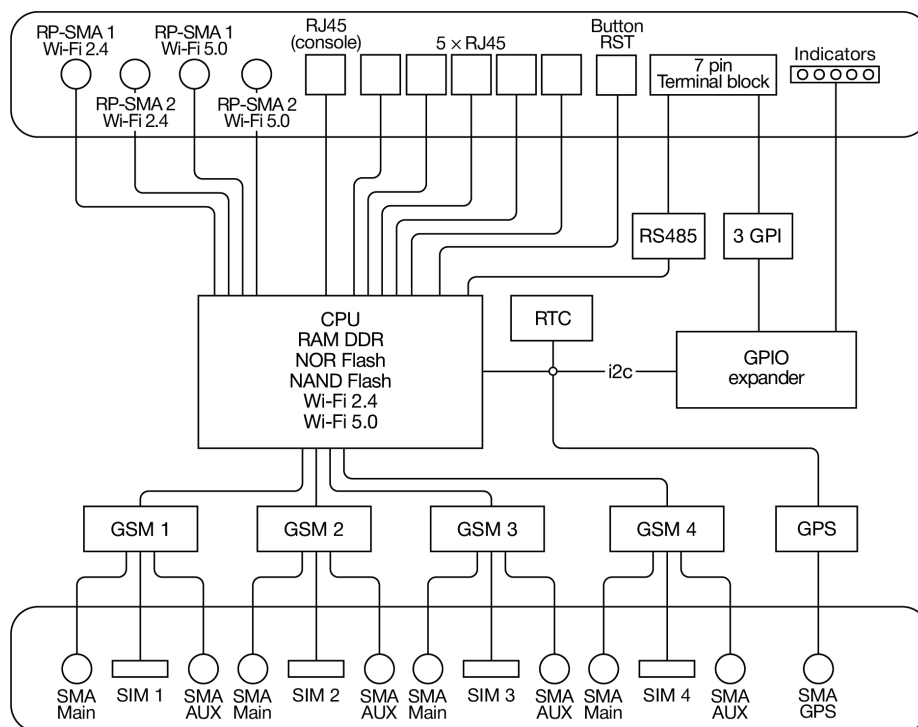 RP-SMA 1
Wi-Fi 2.4
RP-SMA 1
Wi-Fi 5.0
RP-SMA 2
Wi-Fi 2.4
RP-SMA 2
Wi-Fi 5.0
RJ45
(console)
5 × RJ45
Button
RST
7 pin
Terminal block
Indicators
RS485
3 GPI
CPU
RAM DDR
NOR Flash
NAND Flash
Wi-Fi 2.4
Wi-Fi 5.0
RTC
i2c
GPIO
expander
GSM 1
GSM 2
GSM 3
GSM 4
GPS
SMA
Main
SIM 1
SMA
AUX
SMA
Main
SIM 2
SMA
AUX
SMA
Main
SIM 3
SMA
AUX
SMA
Main
SIM 4
SMA
AUX
SMA
GPS